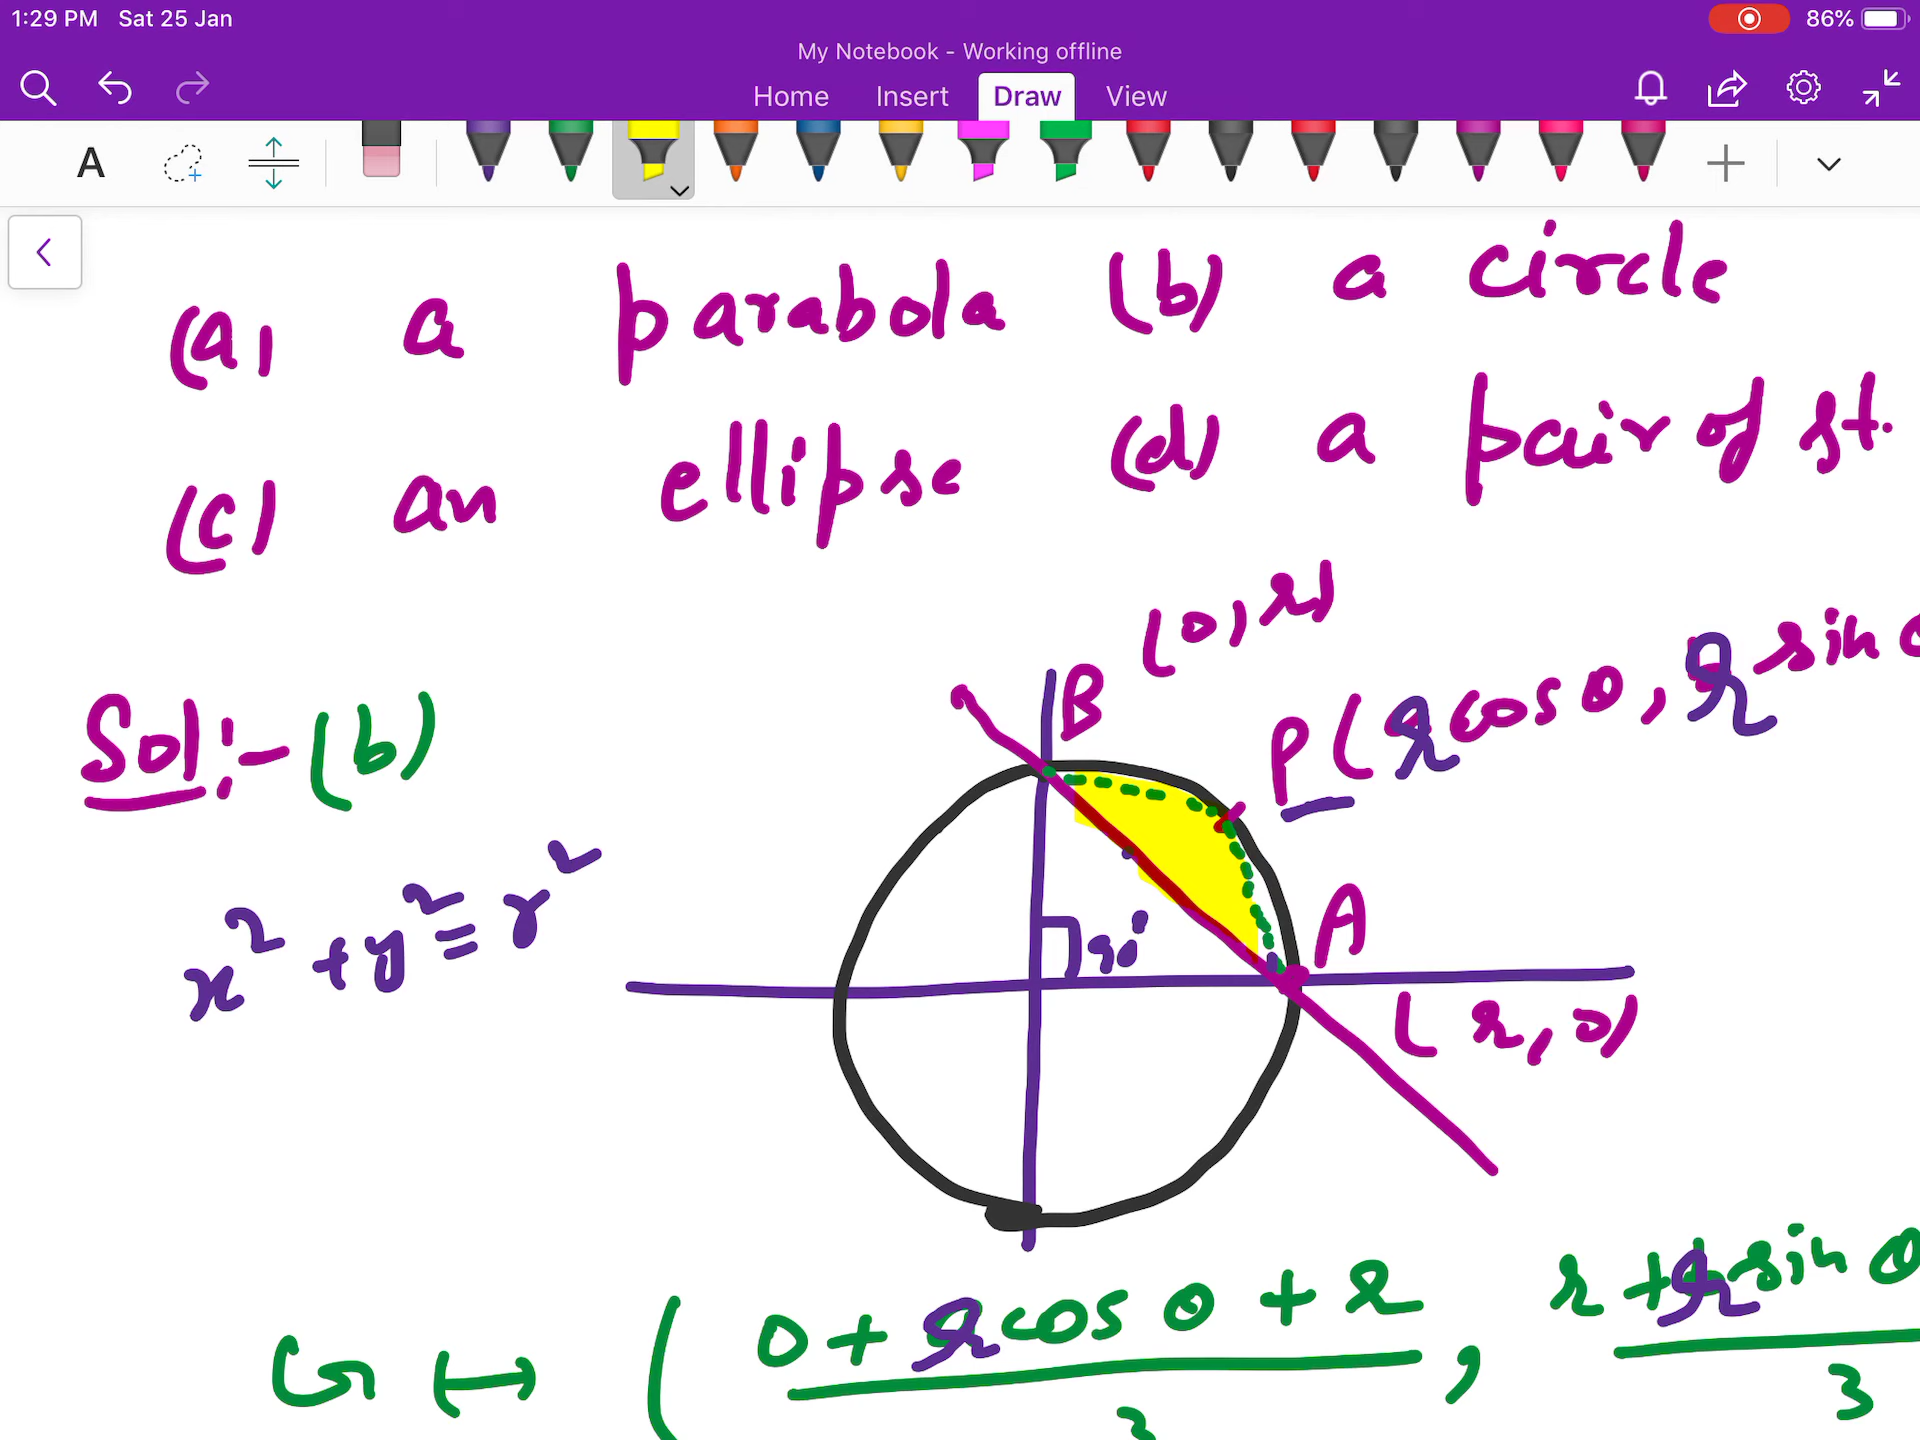 1:29 PM Sat 25 Jan
86%
My Notebook - Working offline
Home Insert Draw View
A
(a) a parabola (b) a circle
(c) an ellipse (d) a pair of st.
B (0, r)
P(r cos θ, r sin
Sol:- (b)
x² + y² = r²
A
90°
(r, 0)
G ↔ ( 0 + r cos θ + r / 3 , r + r sin θ / 3